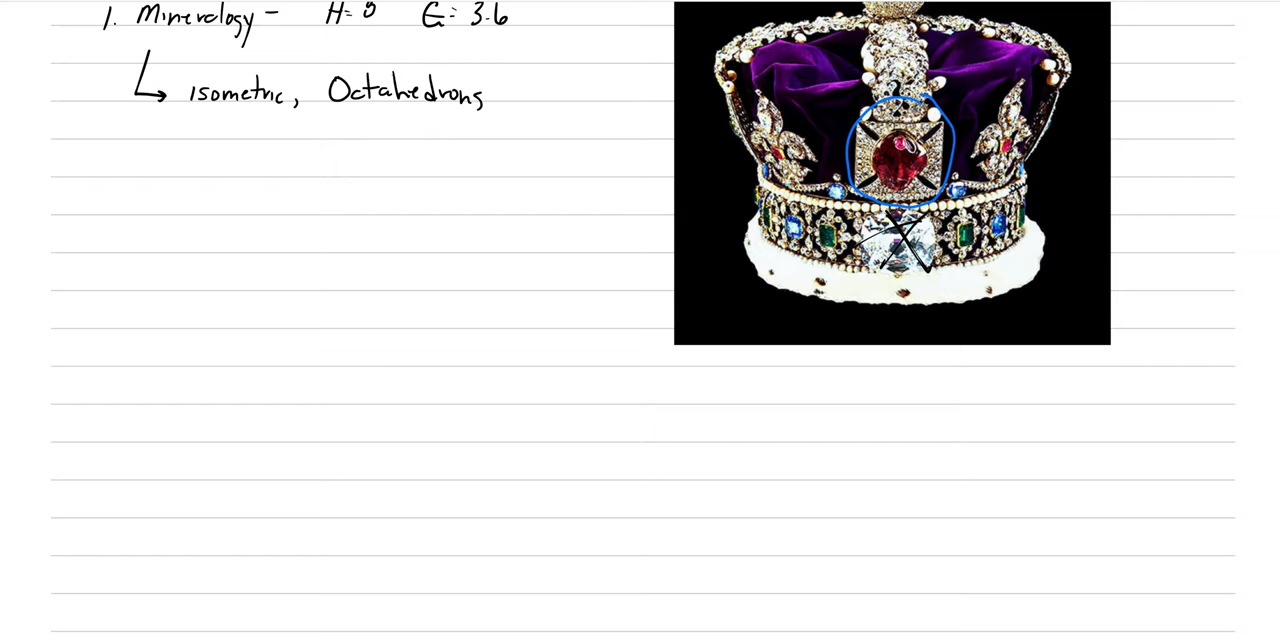 1. Minerology - H= 8 G= 3.6
↳ isometric, Octahedrons